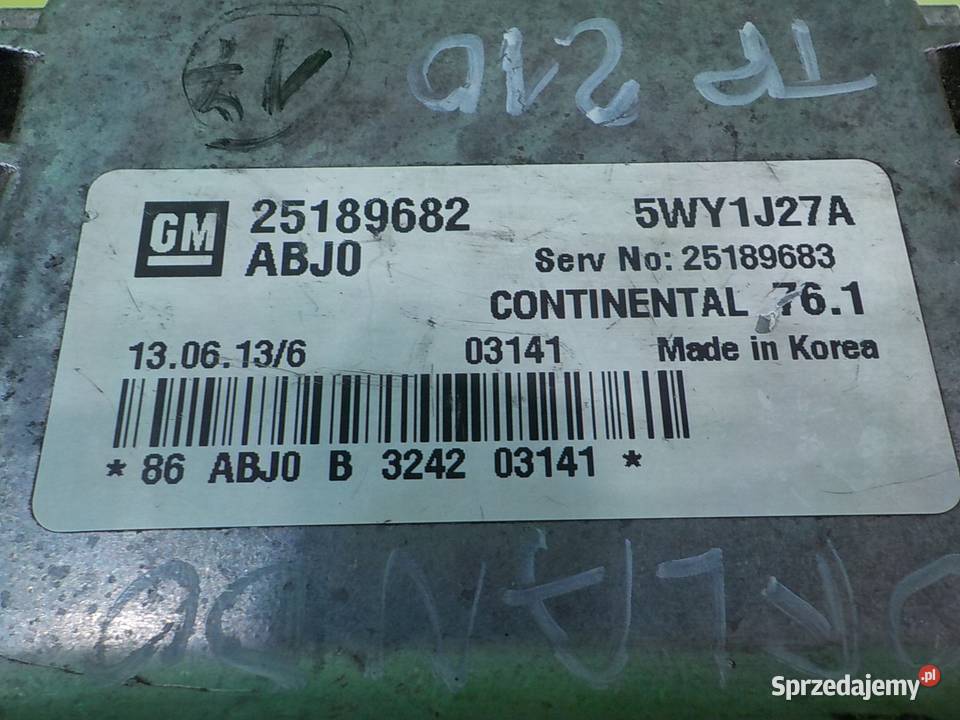 GM 25189682 5WY1J27A
ABJ0 Serv No: 25189683
CONTINENTAL 76.1
13.06.13/6 03141 Made in Korea
* 86 ABJ0 B 3242 03141 *
ORLANDO
Sprzedajemy.pl